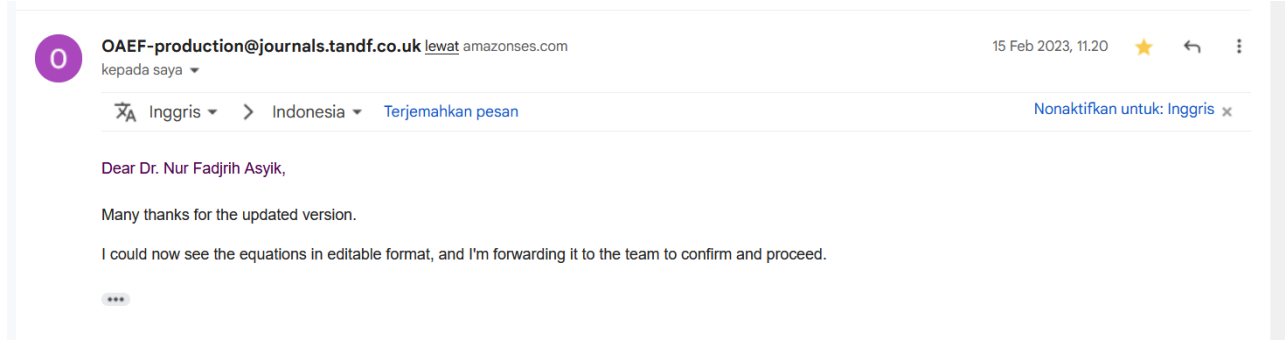 O
OAEF-production@journals.tandf.co.uk lewat amazonses.com
15 Feb 2023, 11.20
kepada saya
Inggris > Indonesia Terjemahkan pesan
Nonaktifkan untuk: Inggris ×
Dear Dr. Nur Fadjrih Asyik,
Many thanks for the updated version.
I could now see the equations in editable format, and I'm forwarding it to the team to confirm and proceed.